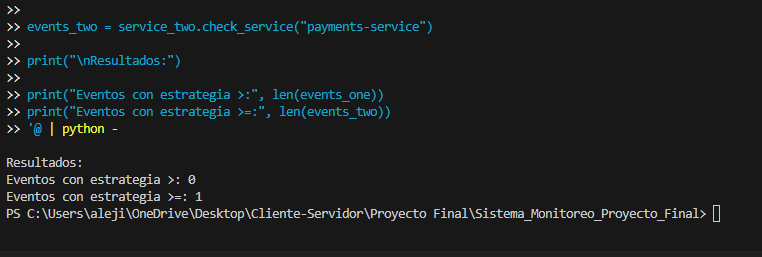 >>
>> events_two = service_two.check_service("payments-service")
>>
>> print("\nResultados:")
>>
>> print("Eventos con estrategia >:", len(events_one))
>> print("Eventos con estrategia >=:", len(events_two))
>> '@ | python -
Resultados:
Eventos con estrategia >: 0
Eventos con estrategia >=: 1
PS C:\Users\aleji\OneDrive\Desktop\Cliente-Servidor\Proyecto Final\Sistema_Monitoreo_Proyecto_Final>